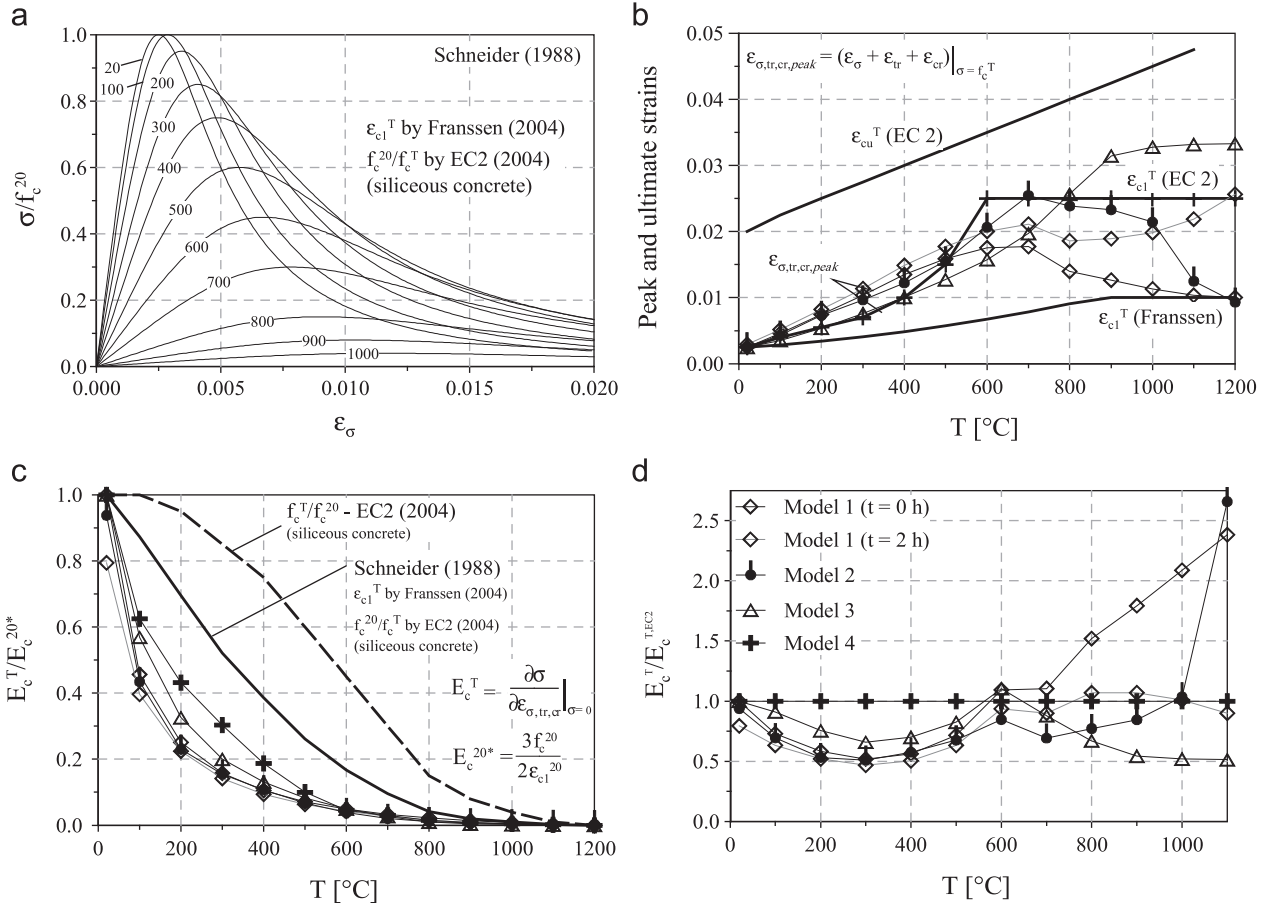 a
1.0
0.8
0.6
0.4
0.2
0.0
σ/f_c^20
20
100
200
300
400
500
600
700
800
900
1000
Schneider (1988)
ε_c1^T by Franssen (2004)
f_c^20/f_c^T by EC2 (2004)
(siliceous concrete)
0.000 0.005 0.010 0.015 0.020
ε_σ
b
0.05
0.04
0.03
0.02
0.01
0.00
Peak and ultimate strains
ε_σ,tr,cr,peak = (ε_σ + ε_tr + ε_cr)|_σ = f_c^T
ε_cu^T (EC 2)
ε_c1^T (EC 2)
ε_σ,tr,cr,peak
ε_c1^T (Franssen)
0 200 400 600 800 1000 1200
T [°C]
c
1.0
0.8
0.6
0.4
0.2
0.0
E_c^T/E_c^20*
f_c^T/f_c^20 - EC2 (2004)
(siliceous concrete)
Schneider (1988)
ε_c1^T by Franssen (2004)
f_c^20/f_c^T by EC2 (2004)
(siliceous concrete)
E_c^T = ∂σ/∂ε_σ,tr,cr|_σ= 0
E_c^20* = 3f_c^20/2ε_c1^20
0 200 400 600 800 1000 1200
T [°C]
d
2.5
2.0
1.5
1.0
0.5
0.0
E_c^T/E_c^T,EC2
Model 1 (t = 0 h)
Model 1 (t = 2 h)
Model 2
Model 3
Model 4
0 200 400 600 800 1000
T [°C]